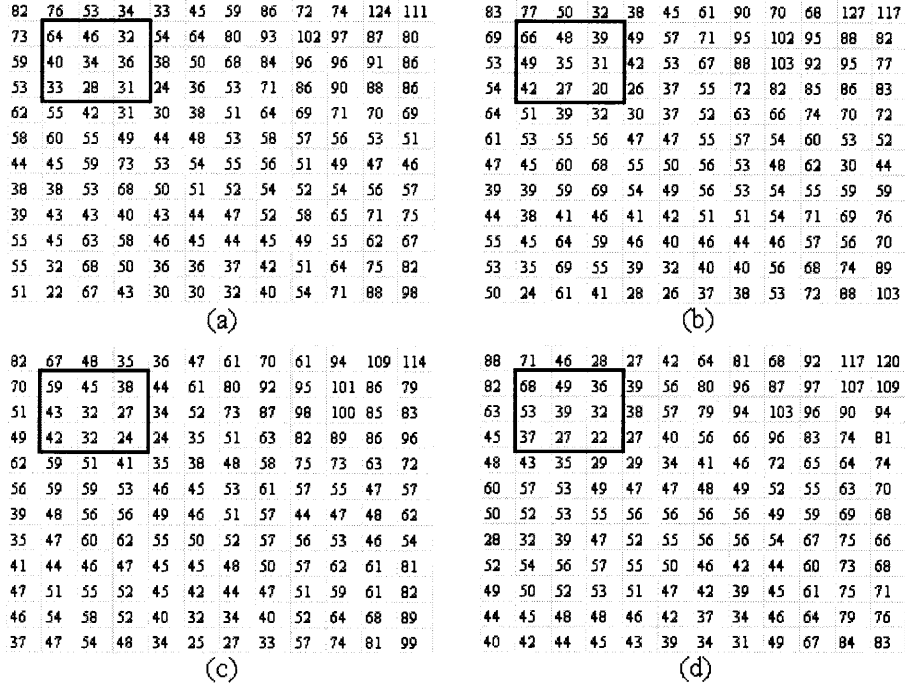 82 76 53 34 33 45 59 86 72 74 124 111
73 64 46 32 54 64 80 93 102 97 87 80
59 40 34 36 38 50 68 84 96 96 91 86
53 33 28 31 24 36 53 71 86 90 88 86
62 55 42 31 30 38 51 64 69 71 70 69
58 60 55 49 44 48 53 58 57 56 53 51
44 45 59 73 53 54 55 56 51 49 47 46
38 38 53 68 50 51 52 54 52 54 56 57
39 43 43 40 43 44 47 52 58 65 71 75
55 45 63 58 46 45 44 45 49 55 62 67
55 32 68 50 36 36 37 42 51 64 75 82
51 22 67 43 30 30 32 40 54 71 88 98
(a)
83 77 50 32 38 45 61 90 70 68 127 117
69 66 48 39 49 57 71 95 102 95 88 82
53 49 35 31 42 53 67 88 103 92 95 77
54 42 27 20 26 37 55 72 82 85 86 83
64 51 39 32 30 37 52 63 66 74 70 72
61 53 55 56 47 47 55 57 54 60 53 52
47 45 60 68 55 50 56 53 48 62 30 44
39 39 59 69 54 49 56 53 54 55 59 59
44 38 41 46 41 42 51 51 54 71 69 76
55 45 64 59 46 40 46 44 46 57 56 70
53 35 69 55 39 32 40 40 56 68 74 89
50 24 61 41 28 26 37 38 53 72 88 103
(b)
82 67 48 35 36 47 61 70 61 94 109 114
70 59 45 38 44 61 80 92 95 101 86 79
51 43 32 27 34 52 73 87 98 100 85 83
49 42 32 24 24 35 51 63 82 89 86 96
62 59 51 41 35 38 48 58 75 73 63 72
56 59 59 53 46 45 53 61 57 55 47 57
39 48 56 56 49 46 51 57 44 47 48 62
35 47 60 62 55 50 52 57 56 53 46 54
41 44 46 47 45 45 48 50 57 62 61 81
47 51 55 52 45 42 44 47 51 59 61 82
46 54 58 52 40 32 34 40 52 64 68 89
37 47 54 48 34 25 27 33 57 74 81 99
(c)
88 71 46 28 27 42 64 81 68 92 117 120
82 68 49 36 39 56 80 96 87 97 107 109
63 53 39 32 38 57 79 94 103 96 90 94
45 37 27 22 27 40 56 66 96 83 74 81
48 43 35 29 29 34 41 46 72 65 64 74
60 57 53 49 47 47 48 49 52 55 63 70
50 52 53 55 56 56 56 56 49 59 69 68
28 32 39 47 52 55 56 56 54 67 75 66
52 54 56 57 55 50 46 42 44 60 73 68
49 50 52 53 51 47 42 39 45 61 75 71
44 45 48 48 46 42 37 34 46 64 79 76
40 42 44 45 43 39 34 31 49 67 84 83
(d)